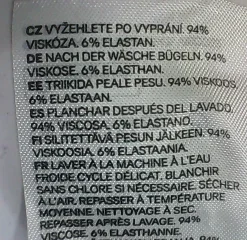 CZ VYŽEHLETE PO VYPRÁNÍ. 94%
VISKÓZA. 6% ELASTAN.
DE NACH DER WÄSCHE BÜGELN. 94%
VISKOSE. 6% ELASTHAN.
EE TRIIKIDA PEALE PESU. 94% VISKOOS.
6% ELASTAAN.
ES PLANCHAR DESPUÉS DEL LAVADO.
94% VISCOSA. 6% ELASTANO.
FI SILITETTÄVÄ PESUN JÄLKEEN. 94%
VISKOOSIA. 6% ELASTAANIA.
FR LAVER À LA MACHINE À L'EAU
FROIDE CYCLE DÉLICAT. BLANCHIR
SANS CHLORE SI NÉCESSAIRE. SÉCHER
À L'AIR. REPASSER À TEMPÉRATURE
MOYENNE. NETTOYAGE À SEC.
REPASSER APRÈS LAVAGE. 94%
VISCOSE. 6% ELASTHANNE.